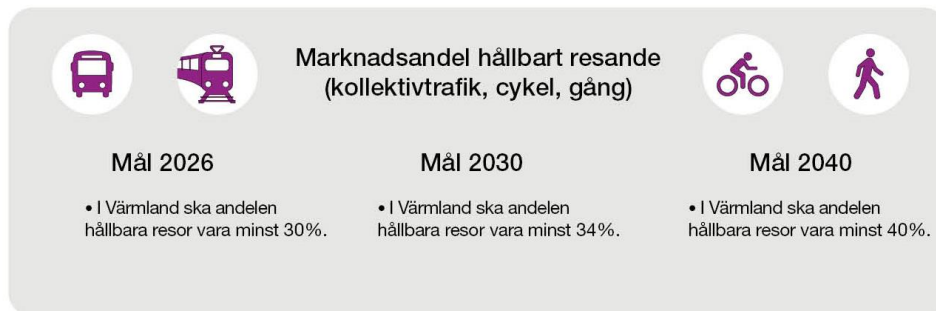 Marknadsandel hållbart resande
(kollektivtrafik, cykel, gång)
Mål 2026
• I Värmland ska andelen
hållbara resor vara minst 30%.
Mål 2030
• I Värmland ska andelen
hållbara resor vara minst 34%.
Mål 2040
• I Värmland ska andelen
hållbara resor vara minst 40%.